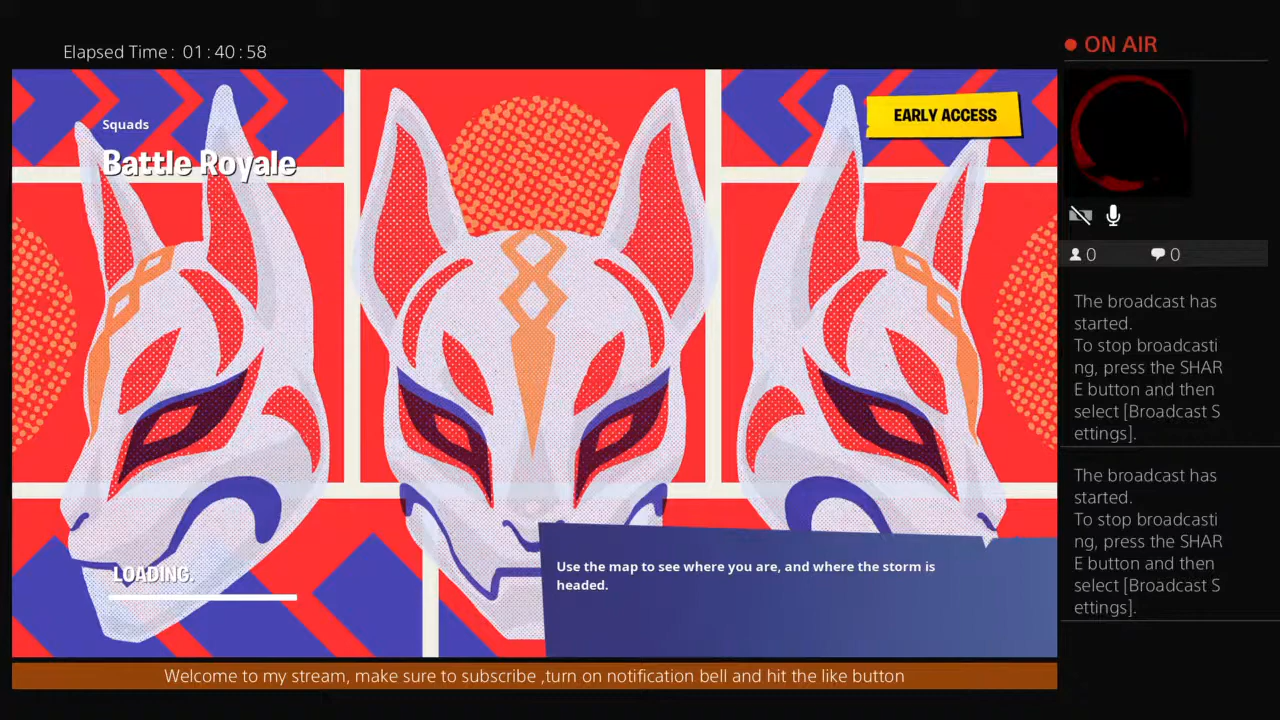 Elapsed Time: 01:40:58
ON AIR
Squads
Battle Royale
EARLY ACCESS
0
0
The broadcast has
started.
To stop broadcasti
ng, press the SHAR
E button and then
select [Broadcast S
ettings].
The broadcast has
started.
To stop broadcasti
ng, press the SHAR
E button and then
select [Broadcast S
ettings].
LOADING.
Use the map to see where you are, and where the storm is
headed.
Welcome to my stream, make sure to subscribe ,turn on notification bell and hit the like button